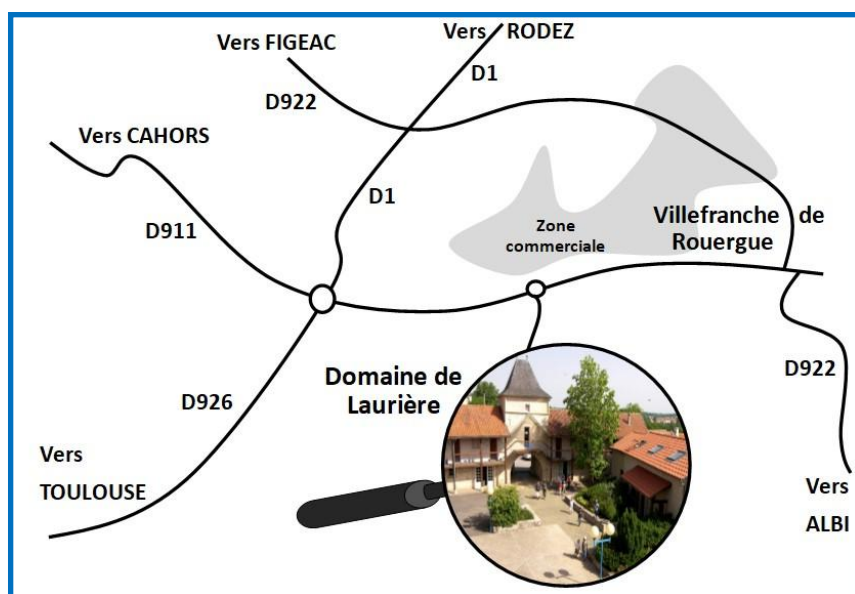 Vers FIGEAC
Vers RODEZ
D1
D922
Vers CAHORS
D1
D911
Zone
commerciale
Villefranche de
Rouergue
Domaine de
Laurière
D922
D926
Vers
TOULOUSE
Vers
ALBI